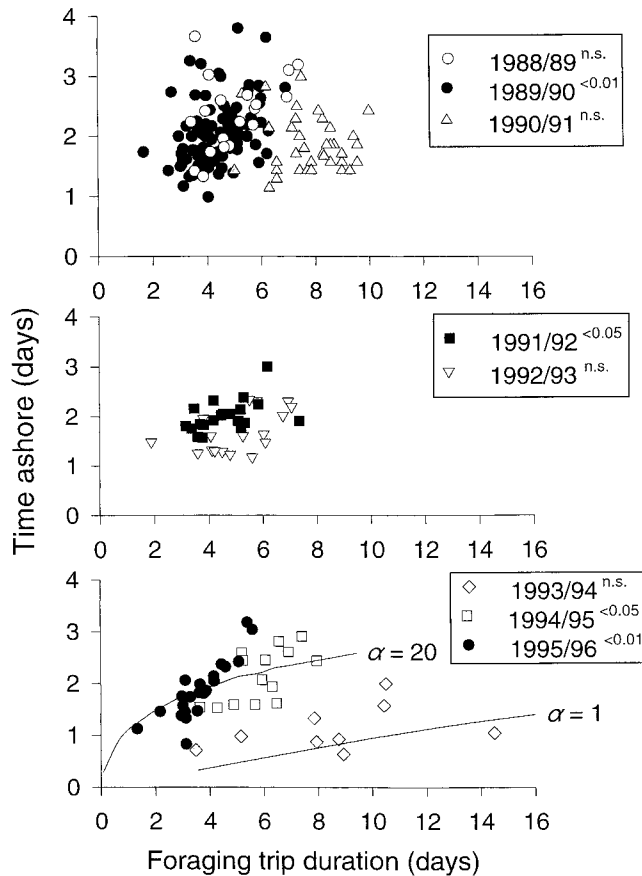 4
3
2
1
0
0 2 4 6 8 10 12 14 16
1988/89 n.s.
1989/90 <0.01
1990/91 n.s.
Time ashore (days)
4
3
2
1
0
0 2 4 6 8 10 12 14 16
1991/92 <0.05
1992/93 n.s.
4
3
2
1
0
0 2 4 6 8 10 12 14 16
1993/94 n.s.
1994/95 <0.05
1995/96 <0.01
α = 20
α = 1
Foraging trip duration (days)